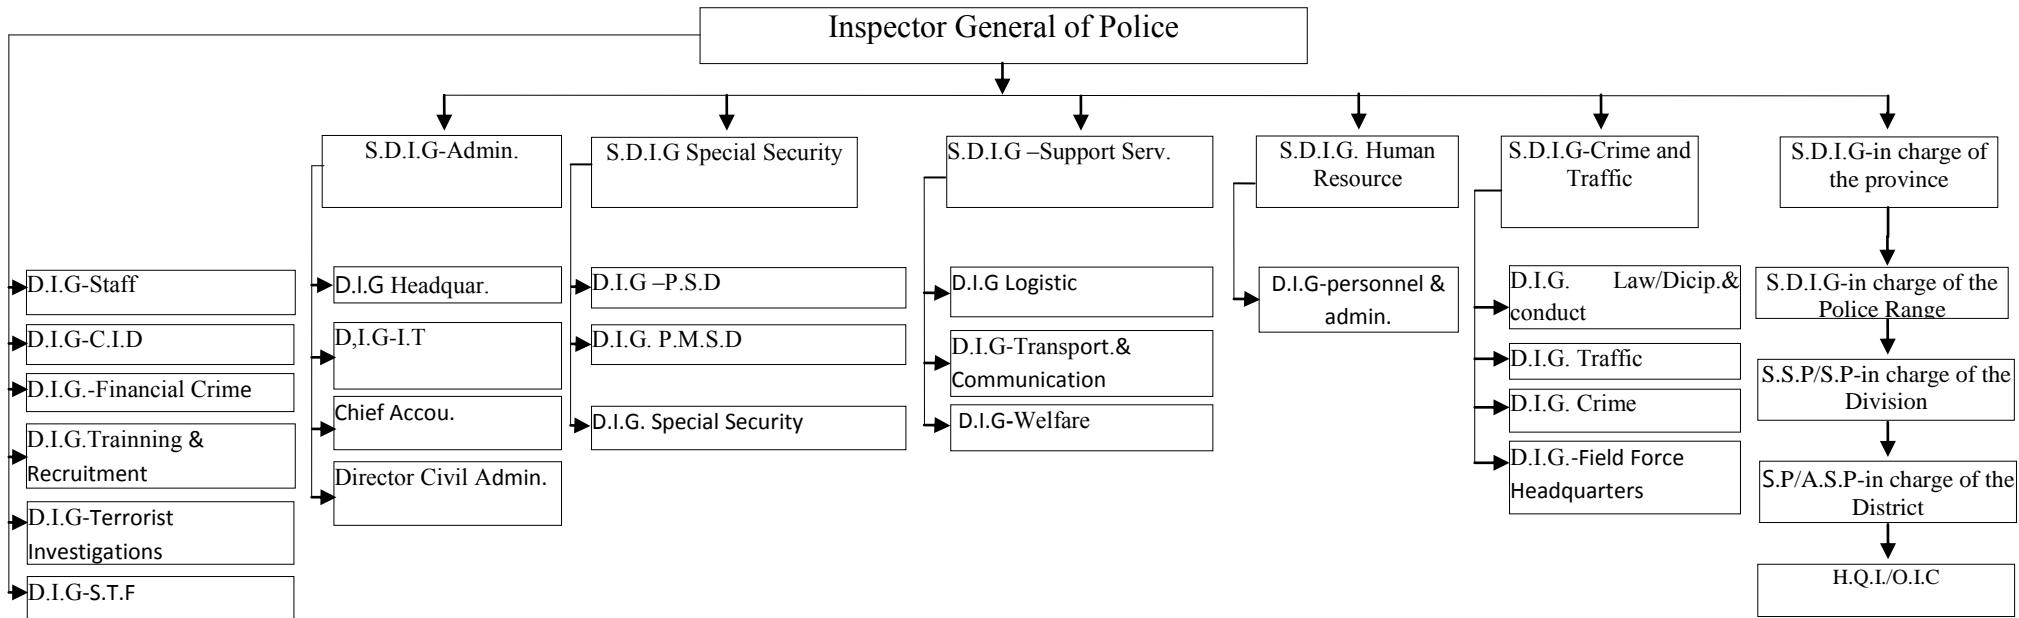 Inspector General of Police
S.D.I.G-Admin.
S.D.I.G Special Security
S.D.I.G –Support Serv.
S.D.I.G. Human
Resource
S.D.I.G-Crime and
Traffic
S.D.I.G-in charge of
the province
D.I.G-Staff
D.I.G-C.I.D
D.I.G.-Financial Crime
D.I.G.Trainning &
Recruitment
D.I.G-Terrorist
Investigations
D.I.G-S.T.F
D.I.G Headquar.
D,I.G-I.T
Chief Accou.
Director Civil Admin.
D.I.G –P.S.D
D.I.G. P.M.S.D
D.I.G. Special Security
D.I.G Logistic
D.I.G-Transport.&
Communication
D.I.G-Welfare
D.I.G-personnel &
admin.
D.I.G. Law/Dicip.&
conduct
D.I.G. Traffic
D.I.G. Crime
D.I.G.-Field Force
Headquarters
S.D.I.G-in charge of the
Police Range
S.S.P/S.P-in charge of the
Division
S.P/A.S.P-in charge of the
District
H.Q.I./O.I.C